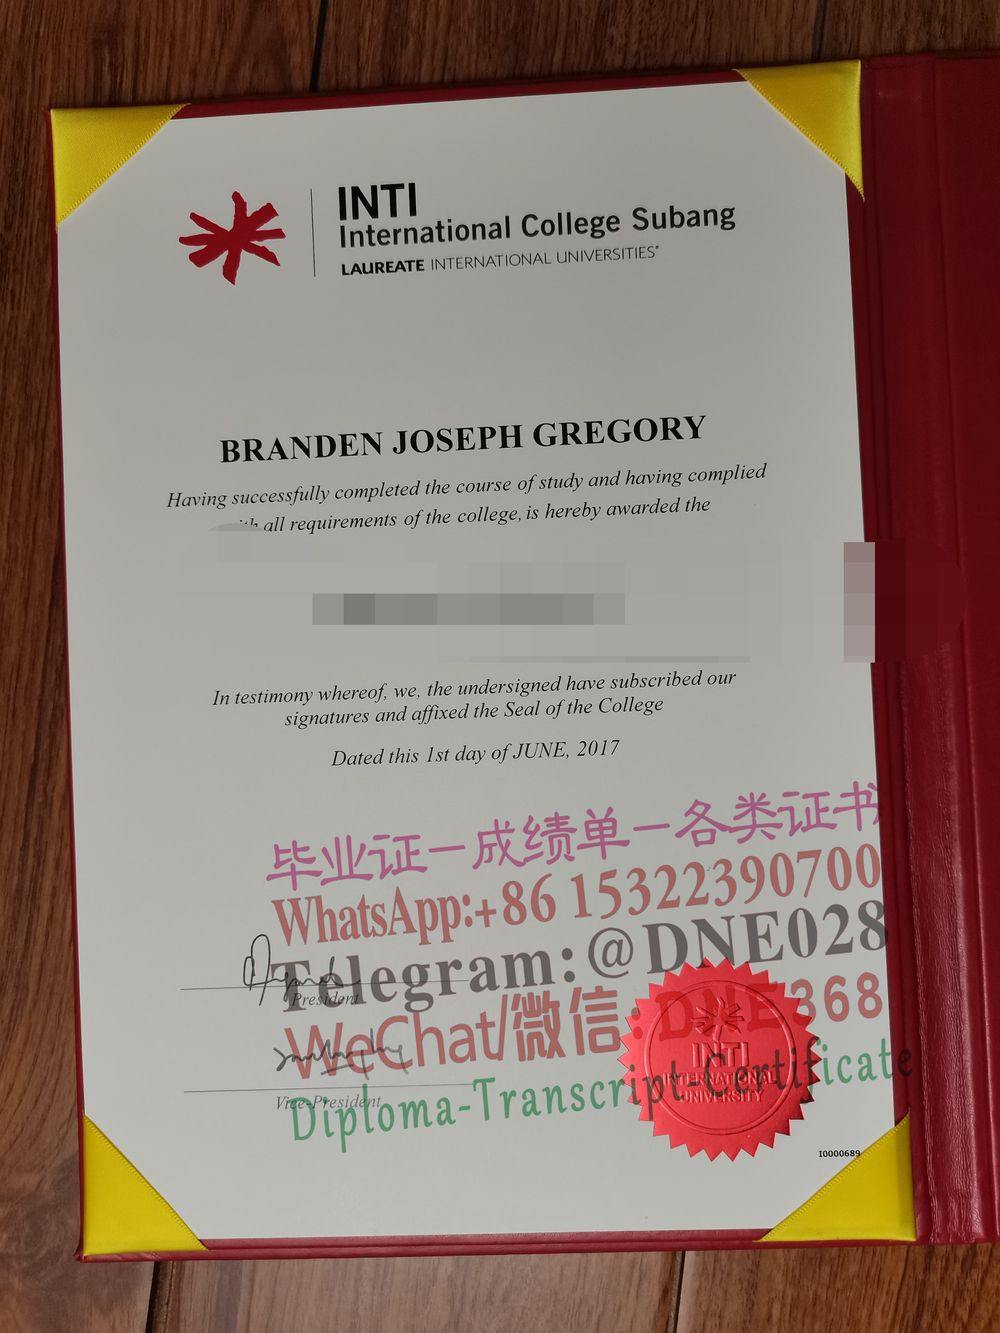 INTI
International College Subang
LAUREATE INTERNATIONAL UNIVERSITIES
BRANDEN JOSEPH GREGORY
Having successfully completed the course of study and having complied
all requirements of the college, is hereby awarded the
In testimony whereof, we, the undersigned have subscribed our
signatures and affixed the Seal of the College
Dated this 1st day of JUNE, 2017
毕业证一成绩单一各类证书
WhatsApp:+86 15322390700
Telegram:@DNE028
President
WeChat/微信:DNE368
INTI
INTERNATIONAL
UNIVERSITY
Vice-President
Diploma-Transcript-Certificate
I0000689